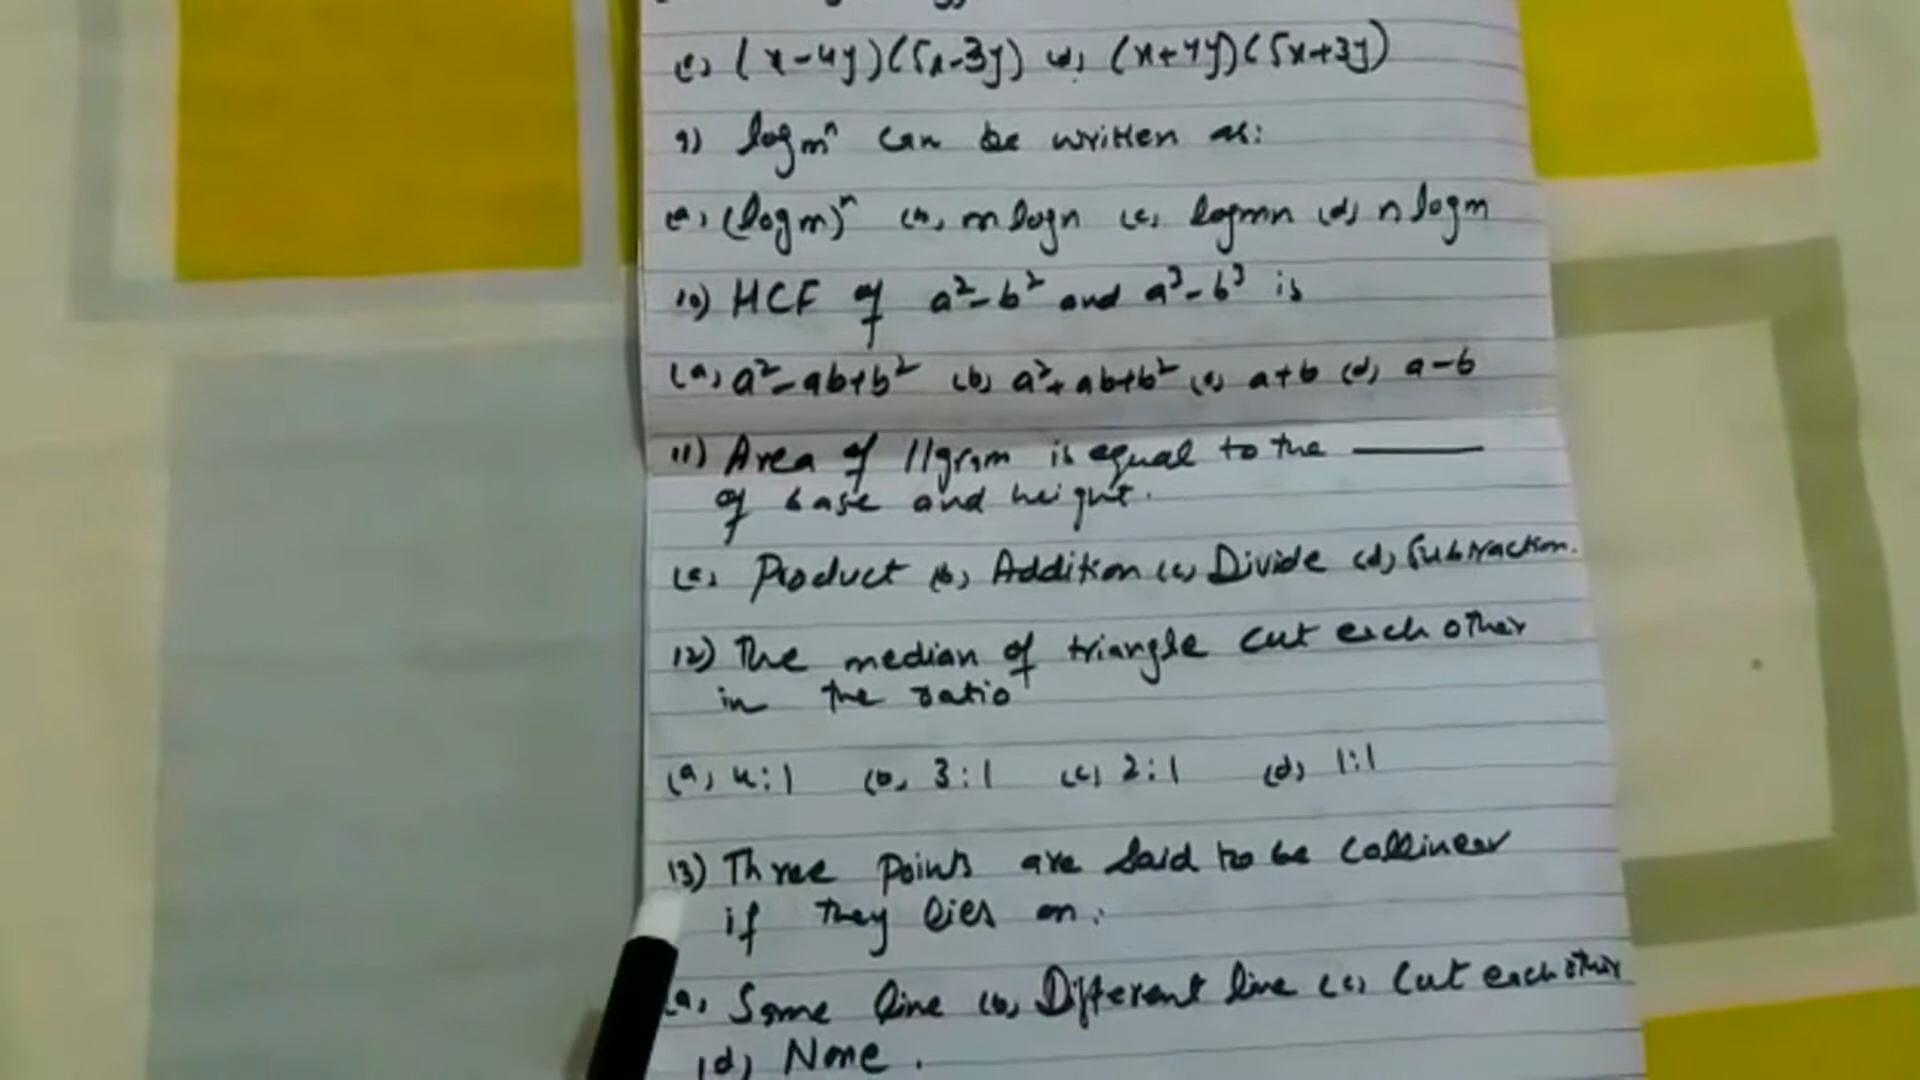 (c) (x-4y)(5x-3y) (d) (x+4y)(5x+3y)
9) log mⁿ can be written as:
(a) (log m)ⁿ (b) m log n (c) log mn (d) n log m
10) HCF of a²-b² and a³-b³ is
(a) a²-ab+b² (b) a²+ab+b² (c) a+b (d) a-b
11) Area of ||gram is equal to the ______
of base and height.
(a) Product (b) Addition (c) Divide (d) Subtraction.
12) The median of triangle cut each other
in the ratio
(a) 4:1 (b) 3:1 (c) 2:1 (d) 1:1
13) Three points are said to be collinear
if they lies on:
(a) Same line (b) Different line (c) Cut each other
(d) None.